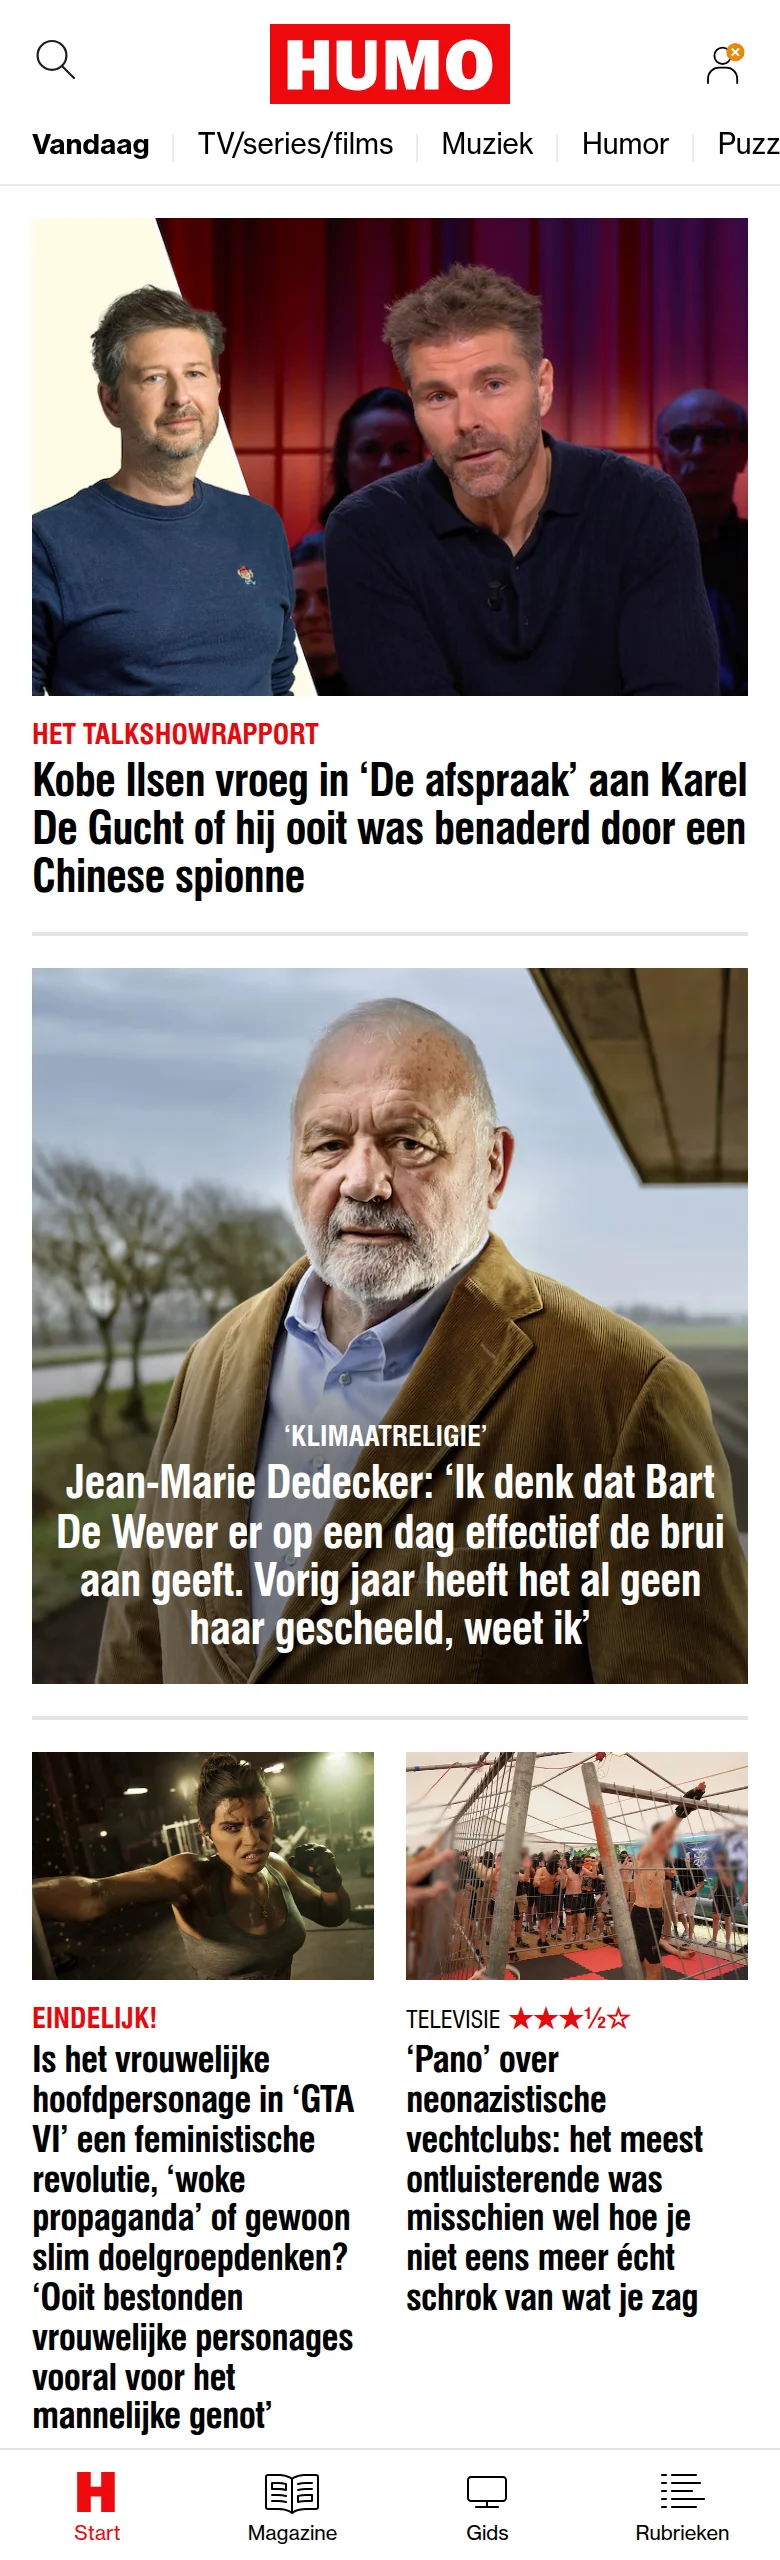 HUMO
Vandaag
TV/series/films
Muziek
Humor
Puzz
HET TALKSHOWRAPPORT
Kobe Ilsen vroeg in ‘De afspraak’ aan Karel
De Gucht of hij ooit was benaderd door een
Chinese spionne
‘KLIMAATRELIGIE’
Jean-Marie Dedecker: ‘Ik denk dat Bart
De Wever er op een dag effectief de brui
aan geeft. Vorig jaar heeft het al geen
haar gescheeld, weet ik’
EINDELIJK!
Is het vrouwelijke
hoofdpersonage in ‘GTA
VI’ een feministische
revolutie, ‘woke
propaganda’ of gewoon
slim doelgroepdenken?
‘Ooit bestonden
vrouwelijke personages
vooral voor het
mannelijke genot’
TELEVISIE ★★★½☆
‘Pano’ over
neonazistische
vechtclubs: het meest
ontluisterende was
misschien wel hoe je
niet eens meer écht
schrok van wat je zag
H
Start
Magazine
Gids
Rubrieken